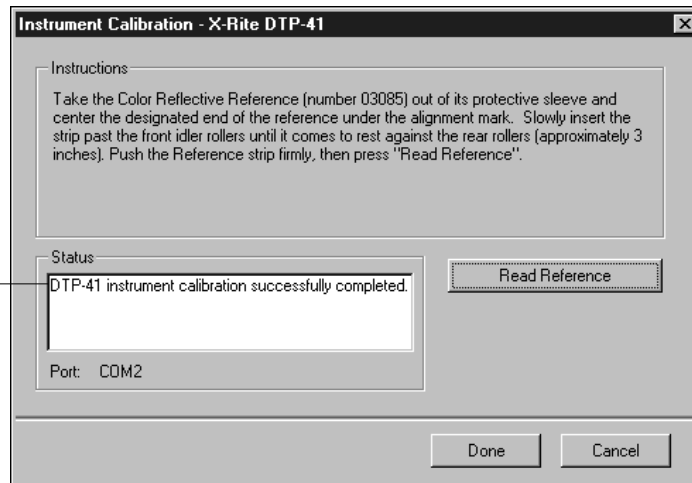 Instrument Calibration - X-Rite DTP-41
Instructions
Take the Color Reflective Reference (number 03085) out of its protective sleeve and
center the designated end of the reference under the alignment mark. Slowly insert the
strip past the front idler rollers until it comes to rest against the rear rollers (approximately 3
inches). Push the Reference strip firmly, then press "Read Reference".
Status
DTP-41 instrument calibration successfully completed.
Read Reference
Port: COM2
Done
Cancel